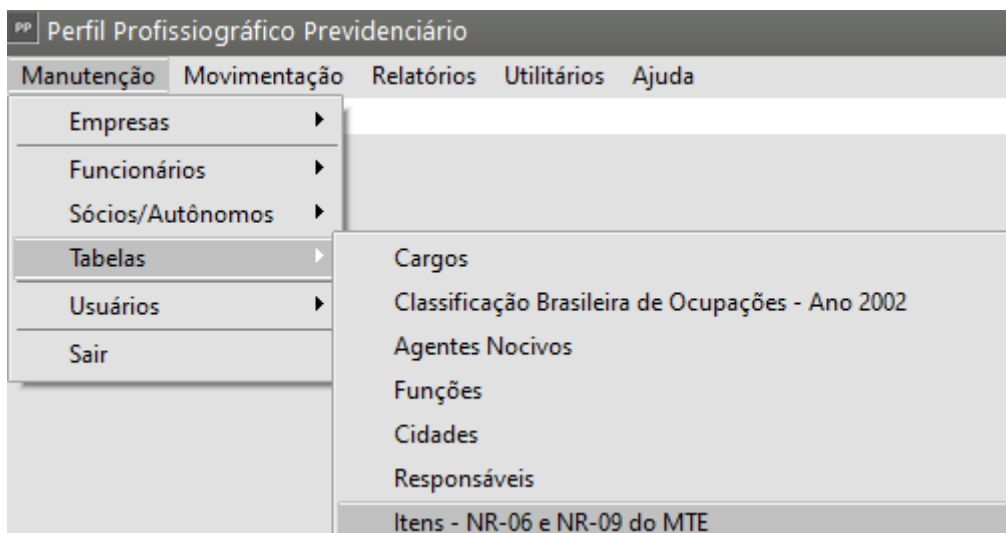 PP Perfil Profissiográfico Previdenciário
Manutenção Movimentação Relatórios Utilitários Ajuda
Empresas
Funcionários
Sócios/Autônomos
Tabelas
Usuários
Sair
Cargos
Classificação Brasileira de Ocupações - Ano 2002
Agentes Nocivos
Funções
Cidades
Responsáveis
Itens - NR-06 e NR-09 do MTE